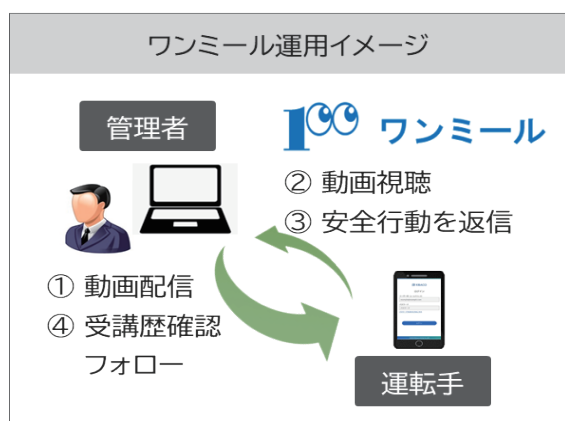 ワンミール運用イメージ
管理者
ワンミール
② 動画視聴
③ 安全行動を返信
① 動画配信
④ 受講歴確認
フォロー
運転手